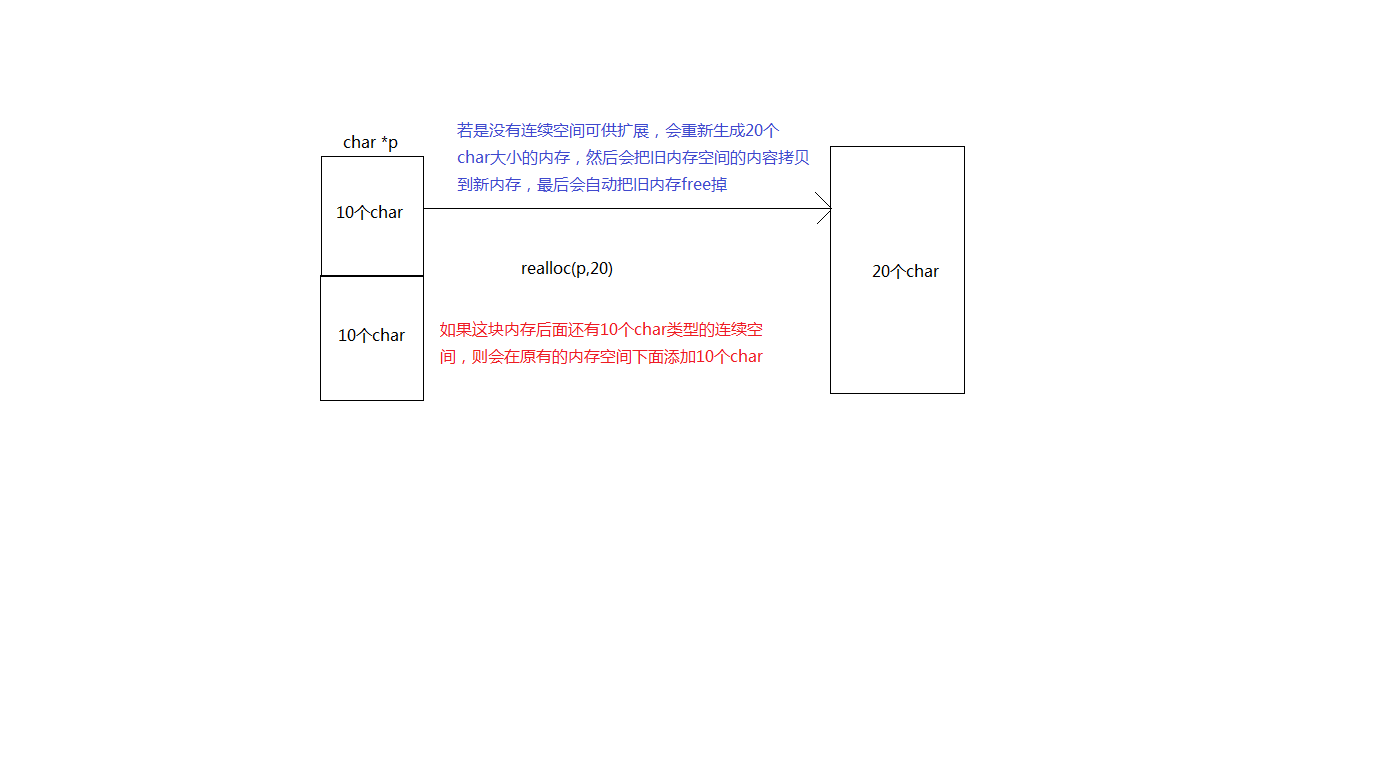 char *p
若是没有连续空间可供扩展，会重新生成20个
char大小的内存，然后会把旧内存空间的内容拷贝
到新内存，最后会自动把旧内存free掉
10个char
realloc(p,20)
20个char
10个char
如果这块内存后面还有10个char类型的连续空
间，则会在原有的内存空间下面添加10个char